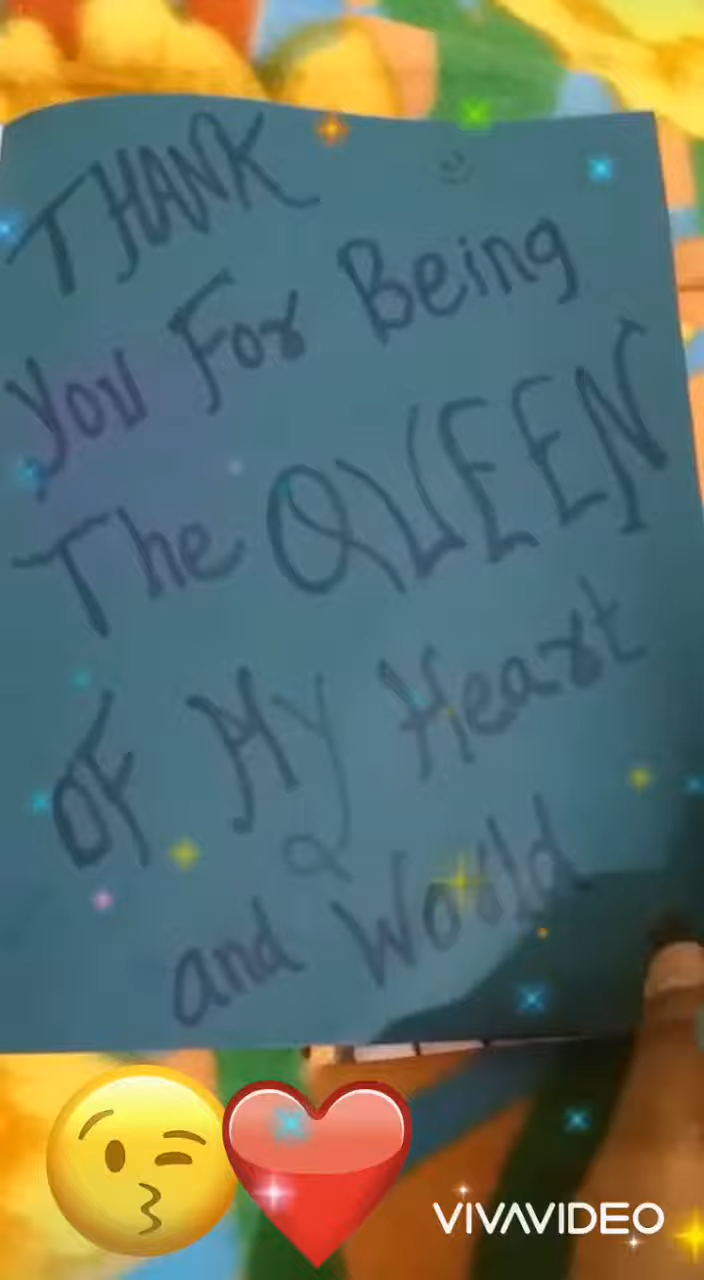 THANK
You For Being
The QUEEN
OF My Heart
and World
VIVAVIDEO